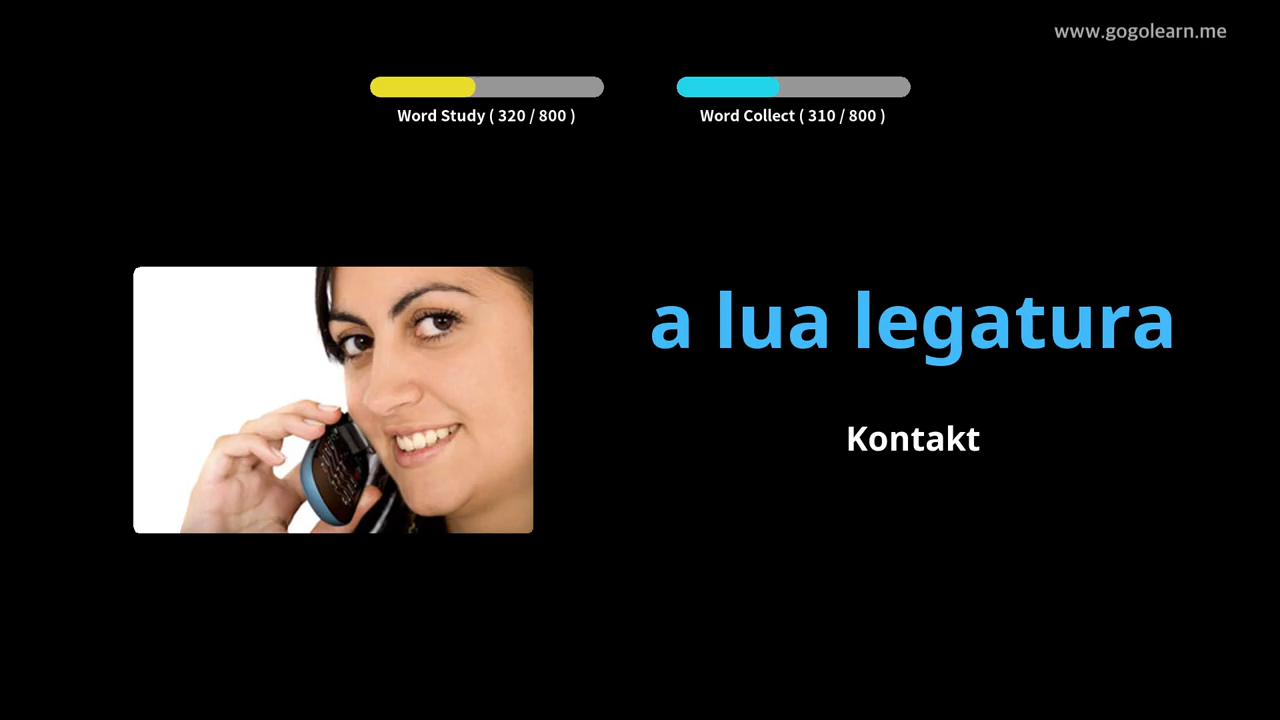 www.gogolearn.me
Word Study ( 320 / 800 )
Word Collect ( 310 / 800 )
a lua legatura
Kontakt